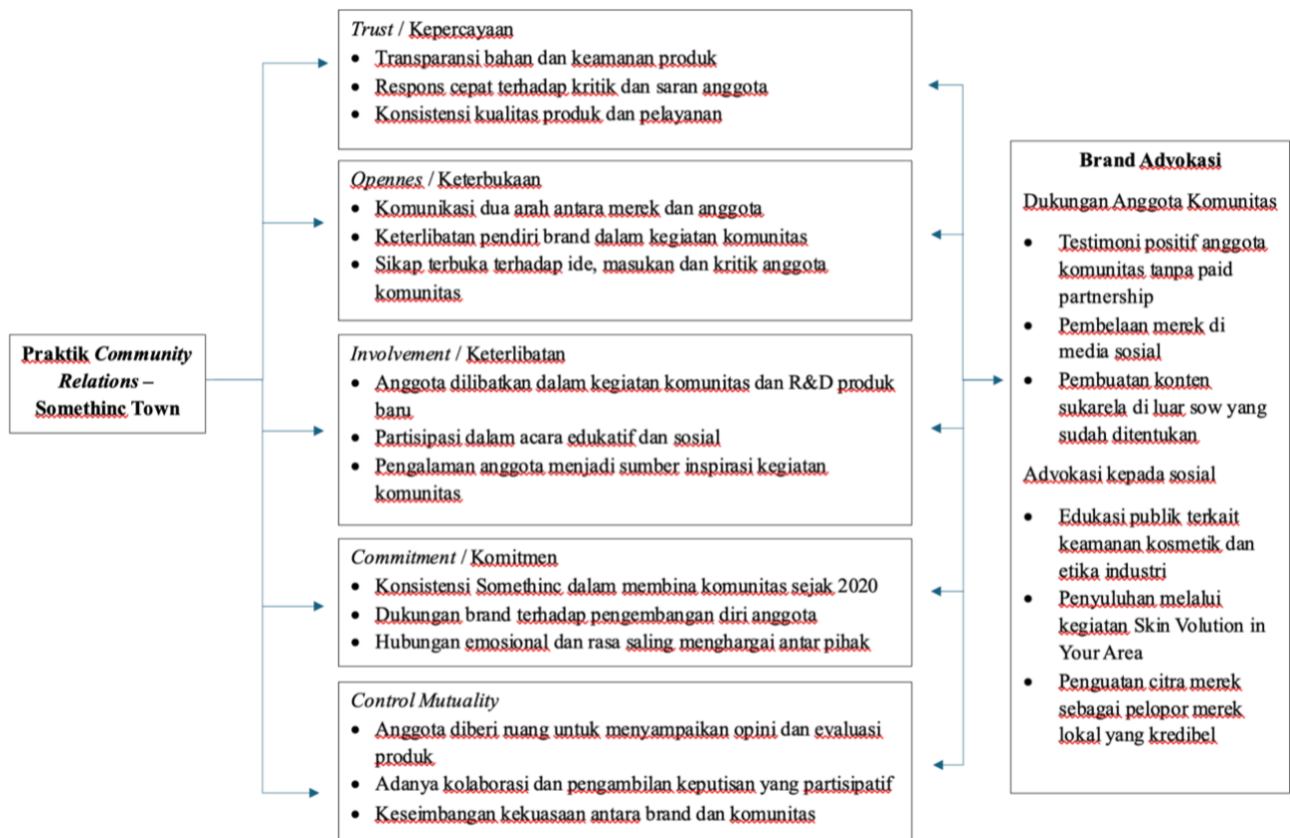 Praktik Community
Relations –
Somethinc Town
Trust / Kepercayaan
• Transparansi bahan dan keamanan produk
• Respons cepat terhadap kritik dan saran anggota
• Konsistensi kualitas produk dan pelayanan
Opennes / Keterbukaan
• Komunikasi dua arah antara merek dan anggota
• Keterlibatan pendiri brand dalam kegiatan komunitas
• Sikap terbuka terhadap ide, masukan dan kritik anggota
komunitas
Involvement / Keterlibatan
• Anggota dilibatkan dalam kegiatan komunitas dan R&D produk
baru
• Partisipasi dalam acara edukatif dan sosial
• Pengalaman anggota menjadi sumber inspirasi kegiatan
komunitas
Commitment / Komitmen
• Konsistensi Somethinc dalam membina komunitas sejak 2020
• Dukungan brand terhadap pengembangan diri anggota
• Hubungan emosional dan rasa saling menghargai antar pihak
Control Mutuality
• Anggota diberi ruang untuk menyampaikan opini dan evaluasi
produk
• Adanya kolaborasi dan pengambilan keputusan yang partisipatif
• Keseimbangan kekuasaan antara brand dan komunitas
Brand Advokasi
Dukungan Anggota Komunitas
• Testimoni positif anggota
komunitas tanpa paid
partnership
• Pembelaan merek di
media sosial
• Pembuatan konten
sukarela di luar sow yang
sudah ditentukan
Advokasi kepada sosial
• Edukasi publik terkait
keamanan kosmetik dan
etika industri
• Penyuluhan melalui
kegiatan Skin Volution in
Your Area
• Penguatan citra merek
sebagai pelopor merek
lokal yang kredibel